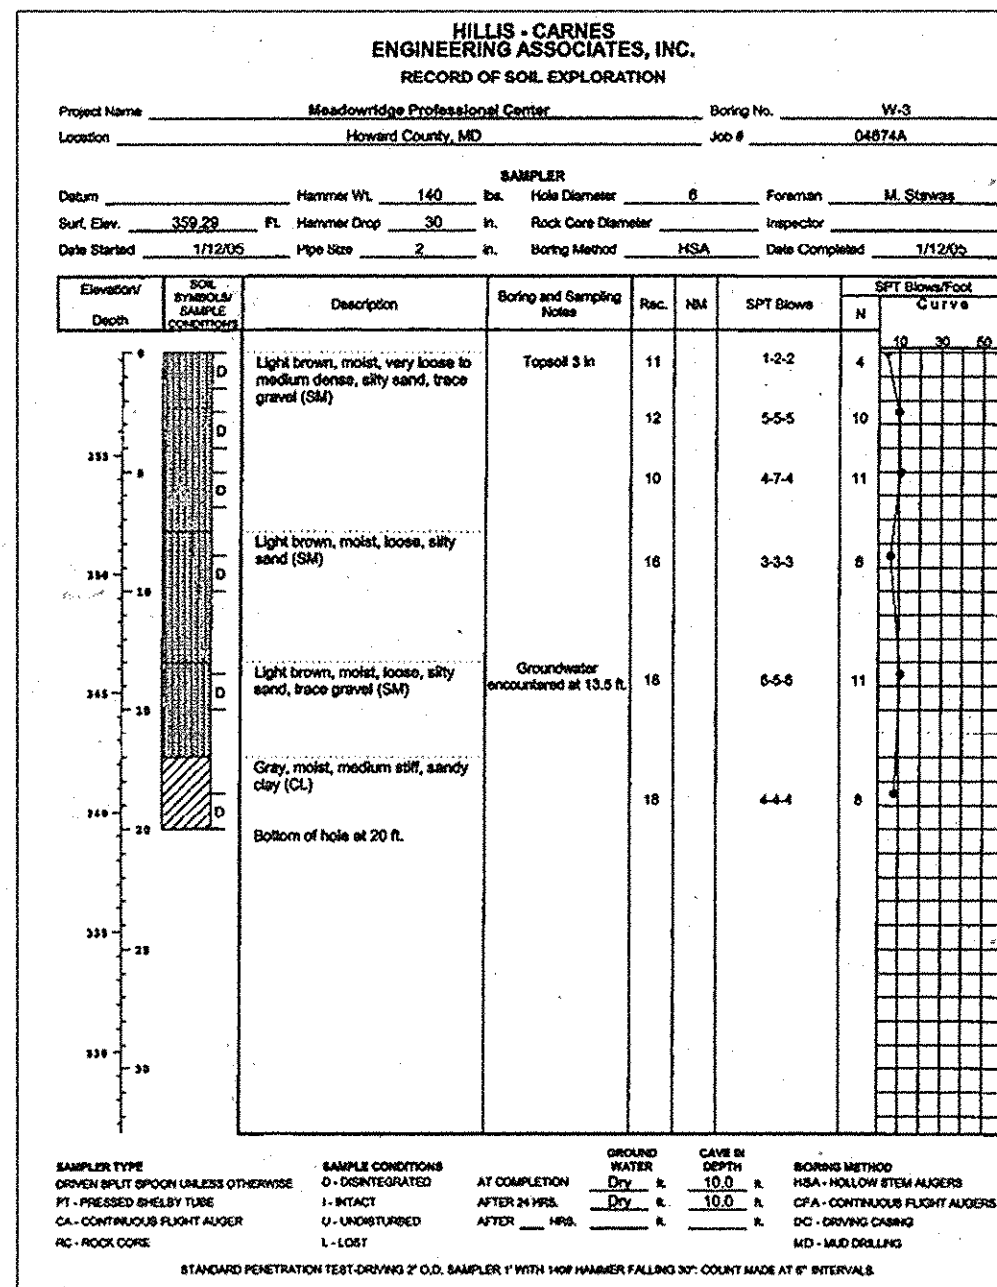 HILLIS - CARNES
ENGINEERING ASSOCIATES, INC.
RECORD OF SOIL EXPLORATION
Project Name Meadowridge Professional Center Boring No. W-3
Location Howard County, MD Job # 04674A
SAMPLER
Datum Hammer Wt. 140 lbs. Hole Diameter 6 Foreman M. Stawas
Surf. Elev. 359.29 Ft. Hammer Drop 30 in. Rock Core Diameter Inspector
Date Started 1/12/05 Pipe Size 2 in. Boring Method HSA Date Completed 1/12/05
Elevation/ Depth SOIL SYMBOLS/ SAMPLE CONDITIONS Description Boring and Sampling Notes Rec. NM SPT Blows SPT Blows/Foot
N Curve
10 30 50
0 D Light brown, moist, very loose to Topsoil 3 in 11 1-2-2 4
medium dense, silty sand, trace
gravel (SM)
D 12 5-5-5 10
355
5
D 10 4-7-4 11
Light brown, moist, loose, silty
sand (SM)
350 D 16 3-3-3 6
10
Light brown, moist, loose, silty Groundwater
sand, trace gravel (SM) encountered at 13.5 ft.
345 D 18 6-5-6 11
15
Gray, moist, medium stiff, sandy
clay (CL)
18 4-4-4 8
340 D
20 Bottom of hole at 20 ft.
335
25
330
30
SAMPLER TYPE SAMPLE CONDITIONS GROUND WATER CAVE IN DEPTH BORING METHOD
DRIVEN SPLIT SPOON UNLESS OTHERWISE D - DISINTEGRATED AT COMPLETION Dry ft. 10.0 ft. HSA - HOLLOW STEM AUGERS
PT - PRESSED SHELBY TUBE I - INTACT AFTER 24 HRS. Dry ft. 10.0 ft. CFA - CONTINUOUS FLIGHT AUGERS
CA - CONTINUOUS FLIGHT AUGER U - UNDISTURBED AFTER ___ HRS. ft. ft. DC - DRIVING CASING
RC - ROCK CORE L - LOST MD - MUD DRILLING
STANDARD PENETRATION TEST-DRIVING 2" O.D. SAMPLER 1' WITH 140# HAMMER FALLING 30": COUNT MADE AT 6" INTERVALS.